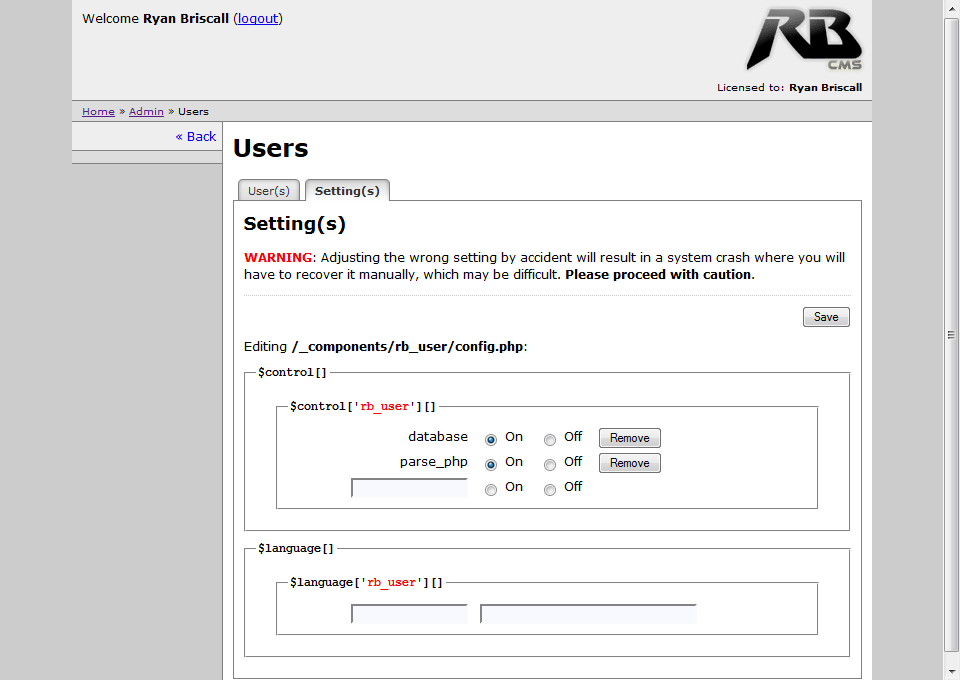 Welcome Ryan Briscall (logout)
RB
CMS
Licensed to: Ryan Briscall
Home » Admin » Users
« Back
Users
User(s)
Setting(s)
Setting(s)
WARNING: Adjusting the wrong setting by accident will result in a system crash where you will
have to recover it manually, which may be difficult. Please proceed with caution.
Save
Editing /_components/rb_user/config.php:
$control[]
$control['rb_user'][]
database On Off Remove
parse_php On Off Remove
On Off
$language[]
$language['rb_user'][]